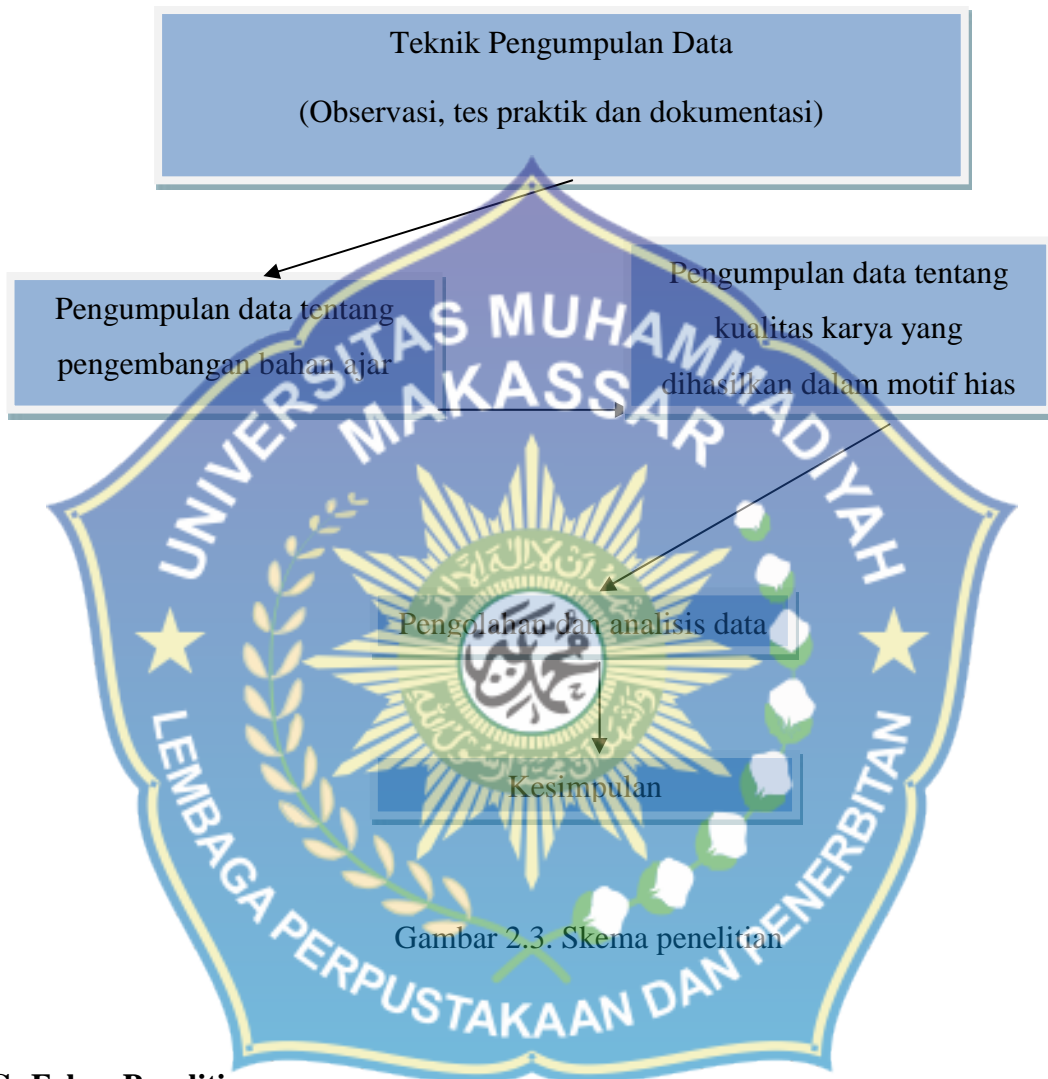 Teknik Pengumpulan Data
(Observasi, tes praktik dan dokumentasi)
Pengumpulan data tentang
pengembangan bahan ajar
Pengumpulan data tentang
kualitas karya yang
dihasilkan dalam motif hias
UNIVERSITAS MUHAMMADIYAH
MAKASSAR
Pengolahan dan analisis data
Kesimpulan
Gambar 2.3. Skema penelitian
LEMBAGA PERPUSTAKAAN DAN PENERBITAN